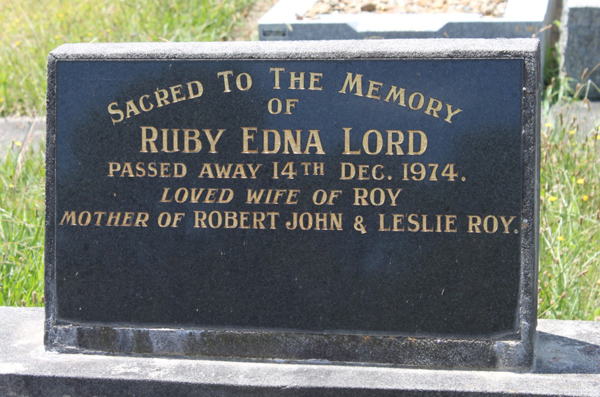 SACRED TO THE MEMORY
OF
RUBY EDNA LORD
PASSED AWAY 14TH DEC. 1974.
LOVED WIFE OF ROY
MOTHER OF ROBERT JOHN & LESLIE ROY.